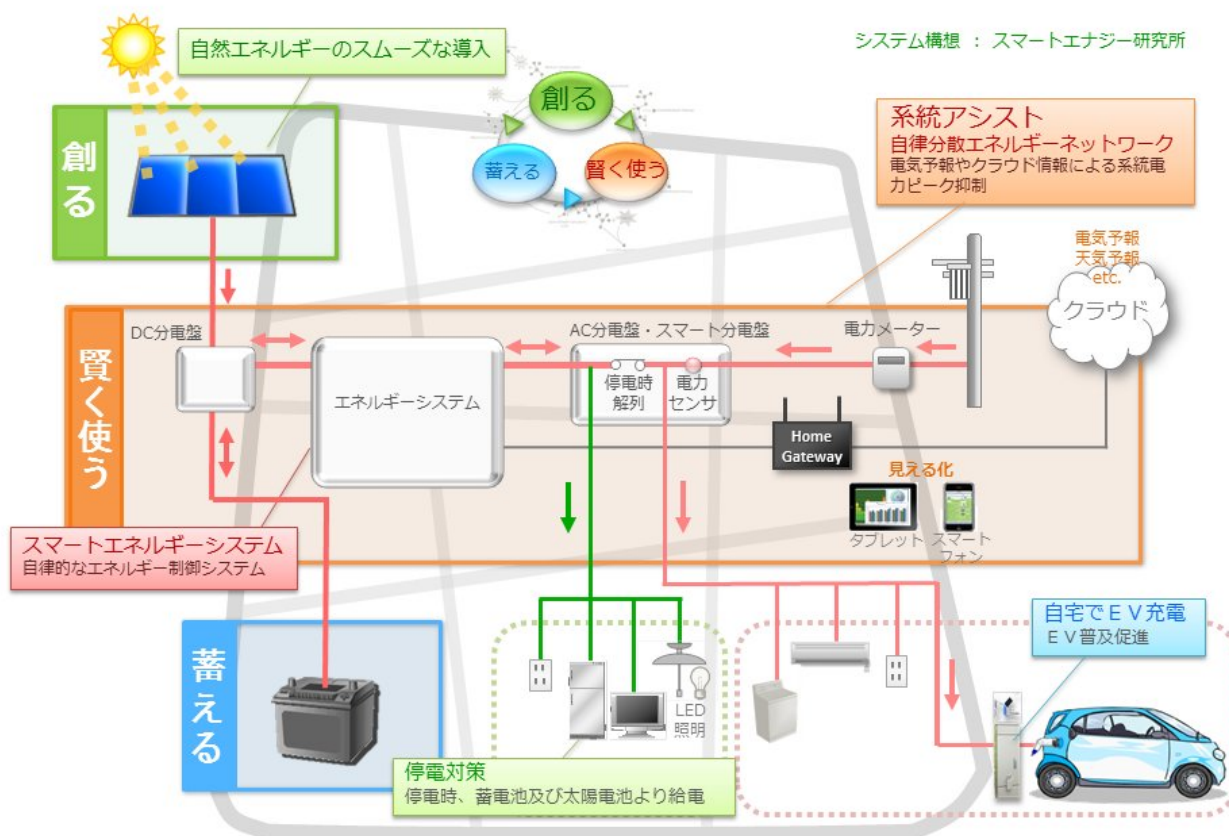 自然エネルギーのスムーズな導入
システム構想 : スマートエナジー研究所
創る
蓄える
賢く使う
系統アシスト
自律分散エネルギーネットワーク
電気予報やクラウド情報による系統電
力ピーク抑制
創る
電気予報
天気予報
etc.
クラウド
賢く使う
DC分電盤
エネルギーシステム
AC分電盤・スマート分電盤
停電時
解列
電力
センサ
電力メーター
Home
Gateway
見える化
タブレット
スマート
フォン
スマートエネルギーシステム
自律的なエネルギー制御システム
蓄える
LED
照明
停電対策
停電時、蓄電池及び太陽電池より給電
自宅でＥＶ充電
ＥＶ普及促進